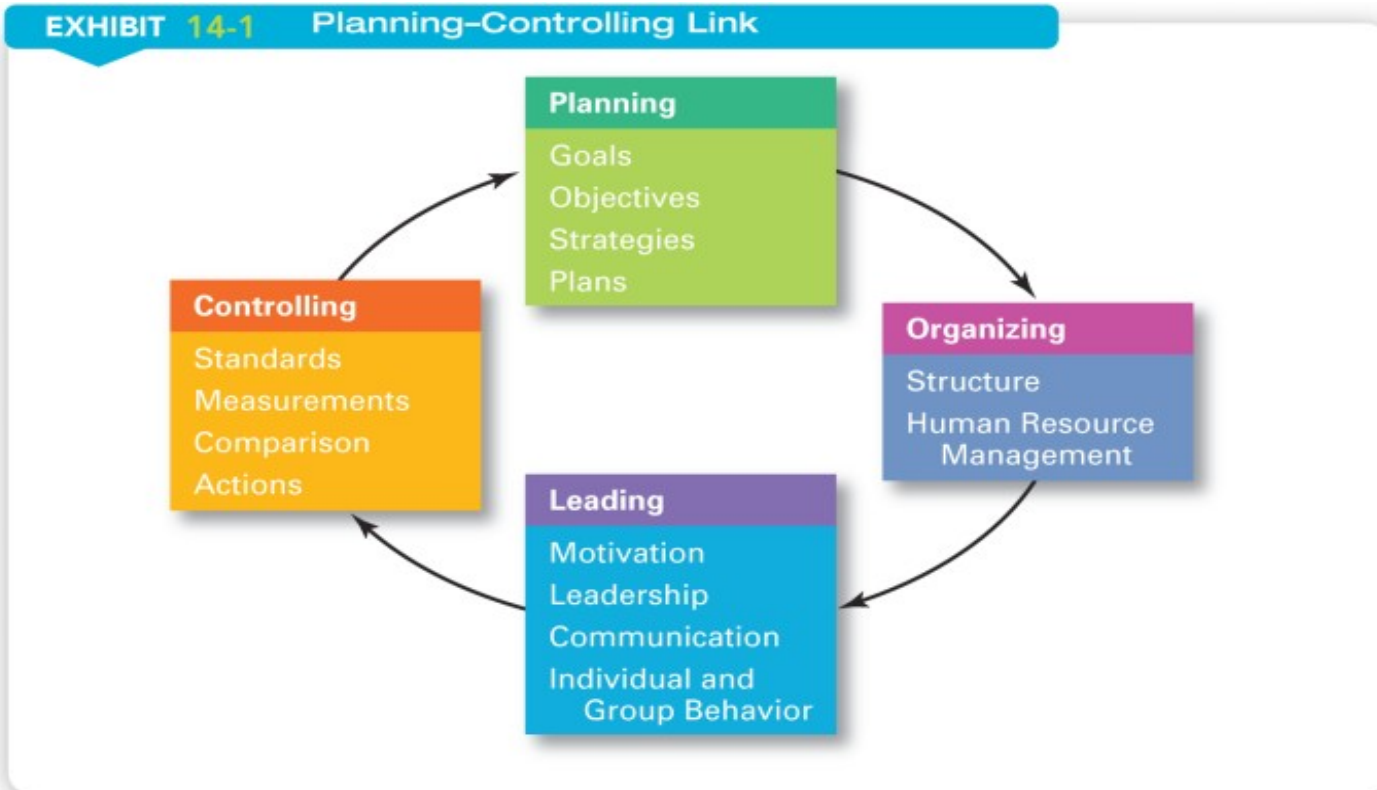 EXHIBIT 14-1 Planning–Controlling Link
Planning
Goals
Objectives
Strategies
Plans
Controlling
Standards
Measurements
Comparison
Actions
Organizing
Structure
Human Resource
Management
Leading
Motivation
Leadership
Communication
Individual and
Group Behavior